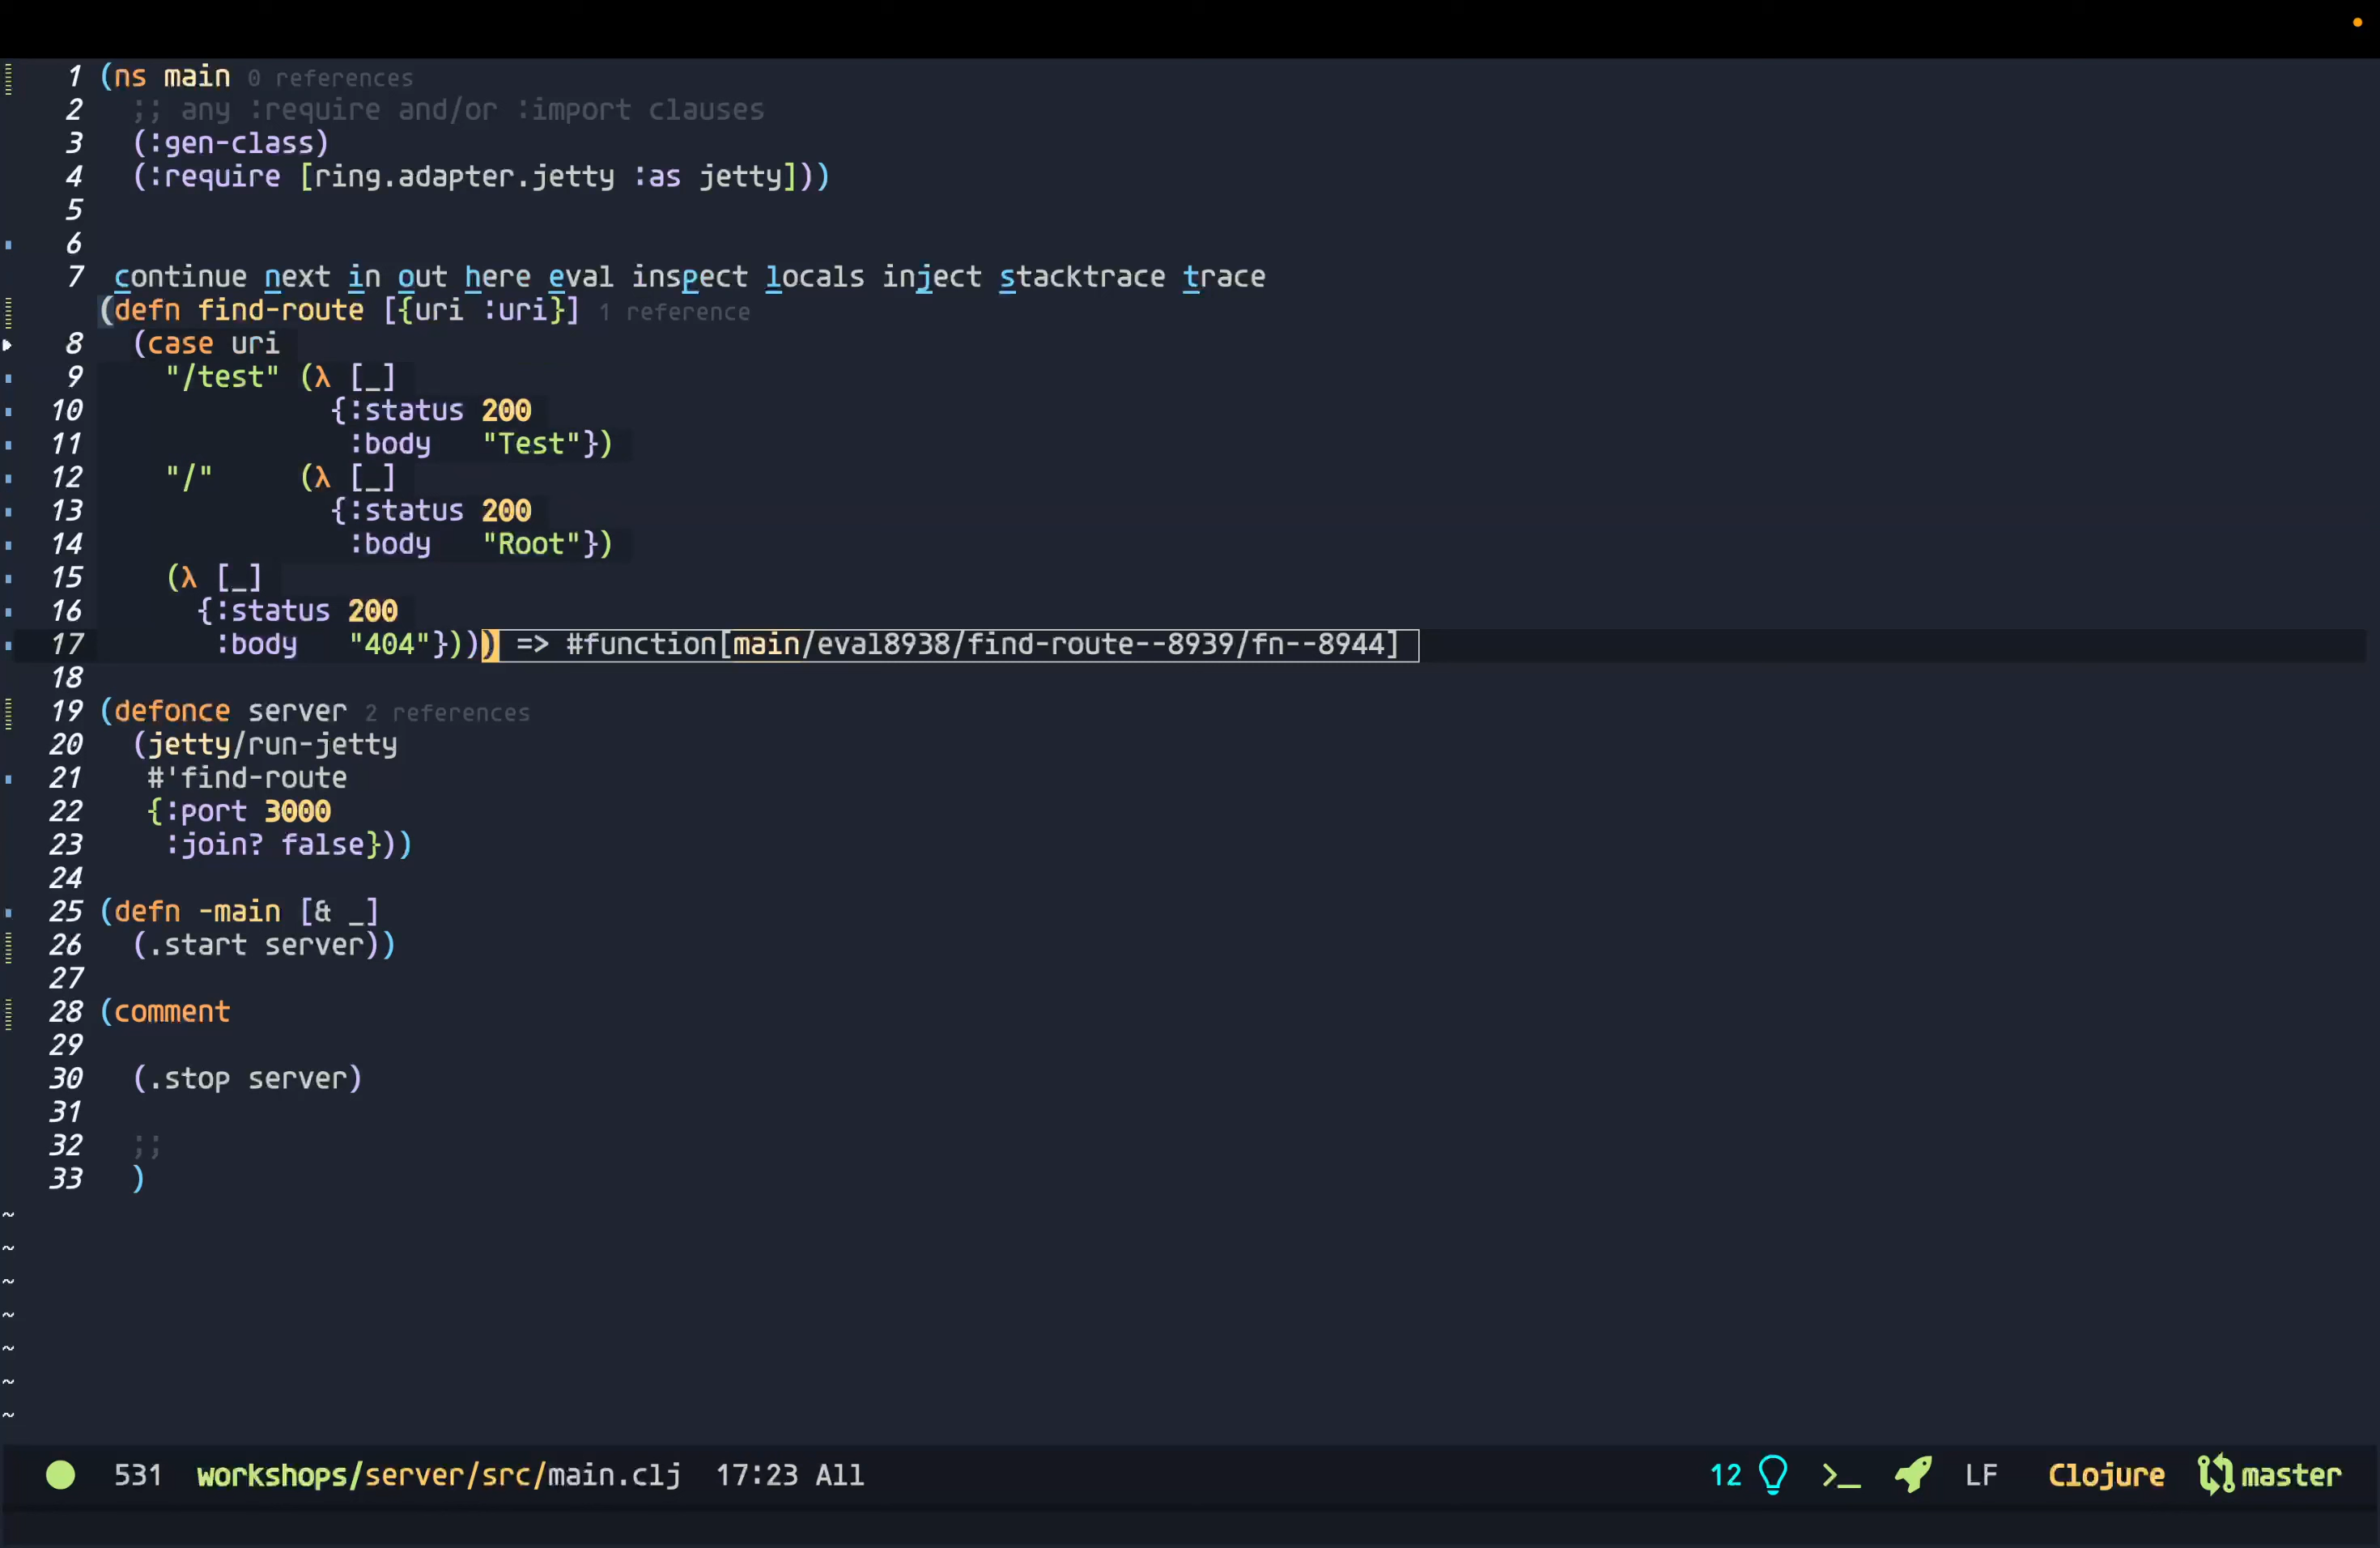 1 (ns main 0 references
2 ;; any :require and/or :import clauses
3 (:gen-class)
4 (:require [ring.adapter.jetty :as jetty]))
5
6
7 continue next in out here eval inspect locals inject stacktrace trace
(defn find-route [{uri :uri}] 1 reference
8 (case uri
9 "/test" (λ [_]
10 {:status 200
11 :body "Test"})
12 "/" (λ [_]
13 {:status 200
14 :body "Root"})
15 (λ [_]
16 {:status 200
17 :body "404"}))) => #function[main/eval8938/find-route--8939/fn--8944]
18
19 (defonce server 2 references
20 (jetty/run-jetty
21 #'find-route
22 {:port 3000
23 :join? false}))
24
25 (defn -main [& _]
26 (.start server))
27
28 (comment
29
30 (.stop server)
31
32 ;;
33 )
~
~
~
~
~
~
~
531 workshops/server/src/main.clj 17:23 All 12 >_ LF Clojure master